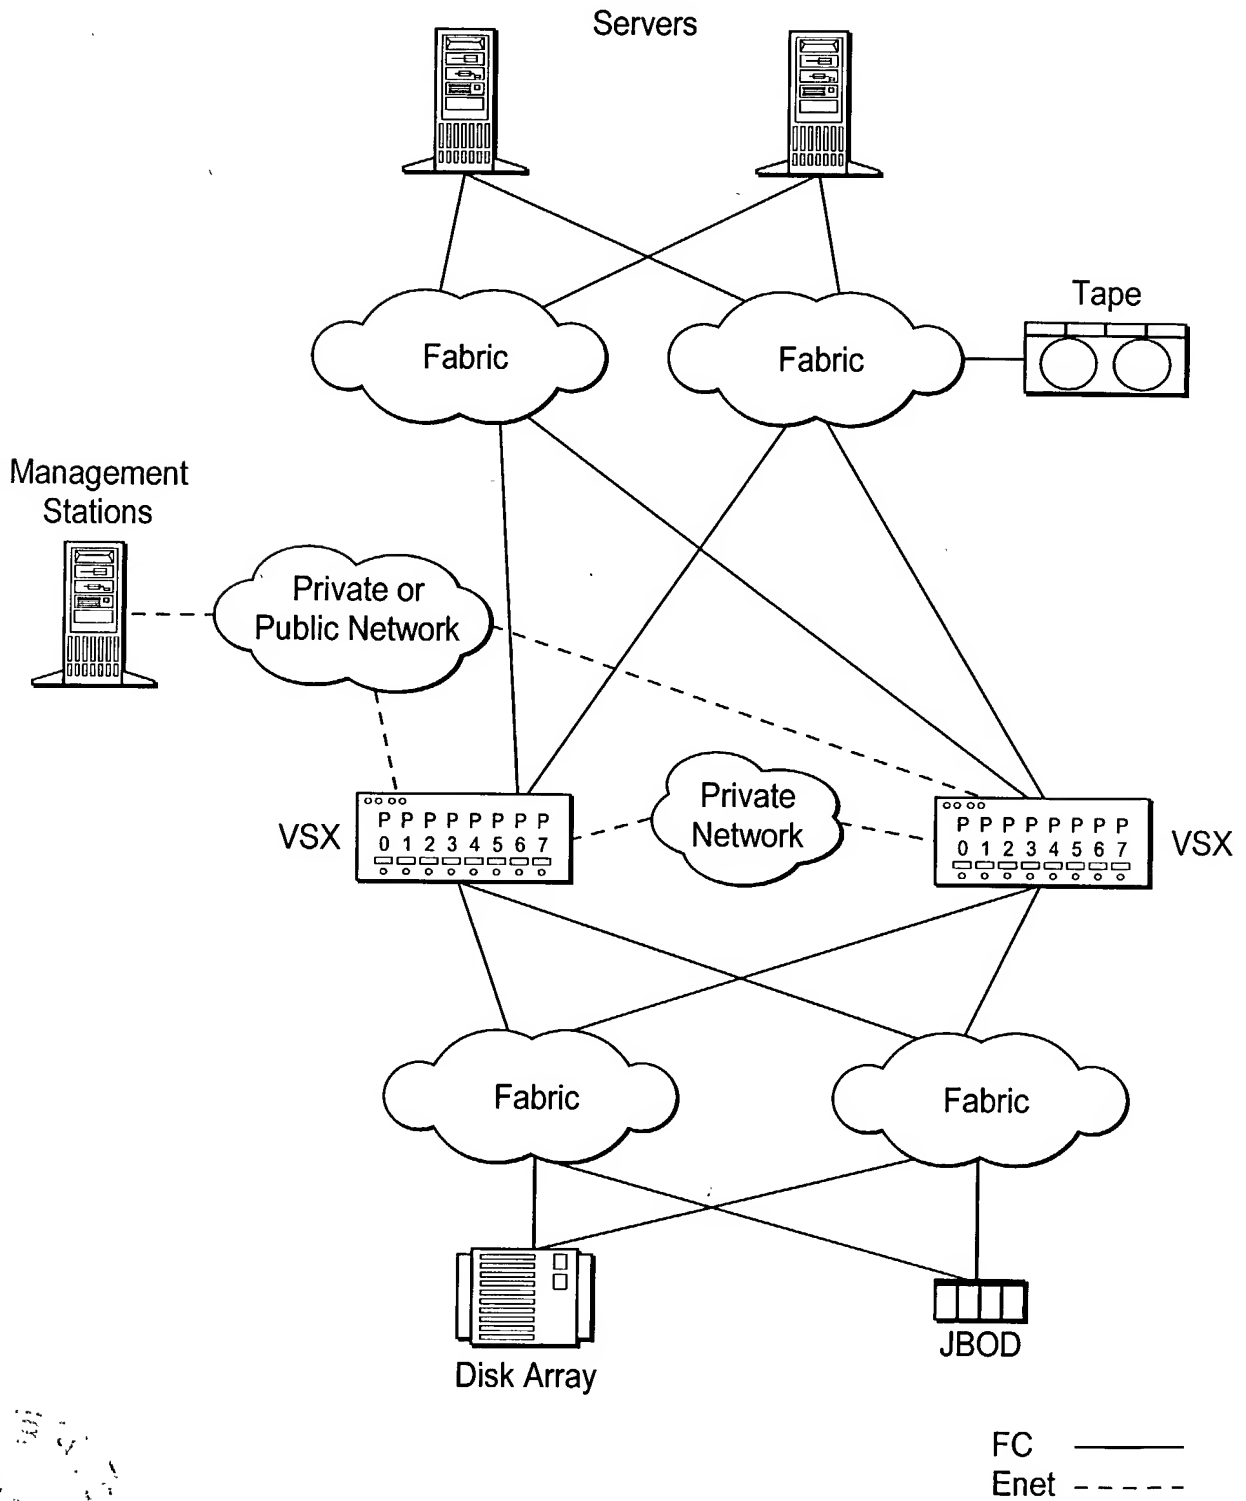 Servers
Fabric
Fabric
Tape
Management
Stations
Private or
Public Network
Private
Network
VSX
P P P P P P P P
0 1 2 3 4 5 6 7
P P P P P P P P
0 1 2 3 4 5 6 7
VSX
Fabric
Fabric
Disk Array
JBOD
FC
Enet